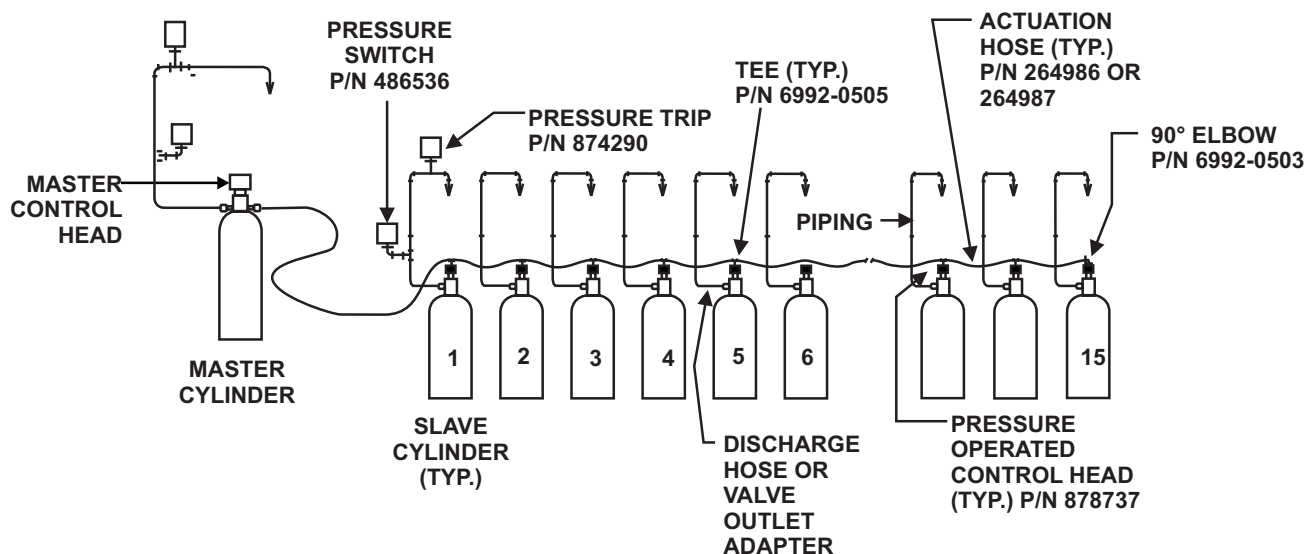 PRESSURE
SWITCH
P/N 486536
ACTUATION
HOSE (TYP.)
P/N 264986 OR
264987
TEE (TYP.)
P/N 6992-0505
PRESSURE TRIP
P/N 874290
90° ELBOW
P/N 6992-0503
MASTER
CONTROL
HEAD
PIPING
1
2
3
4
5
6
15
MASTER
CYLINDER
SLAVE
CYLINDER
(TYP.)
DISCHARGE
HOSE OR
VALVE
OUTLET
ADAPTER
PRESSURE
OPERATED
CONTROL HEAD
(TYP.) P/N 878737